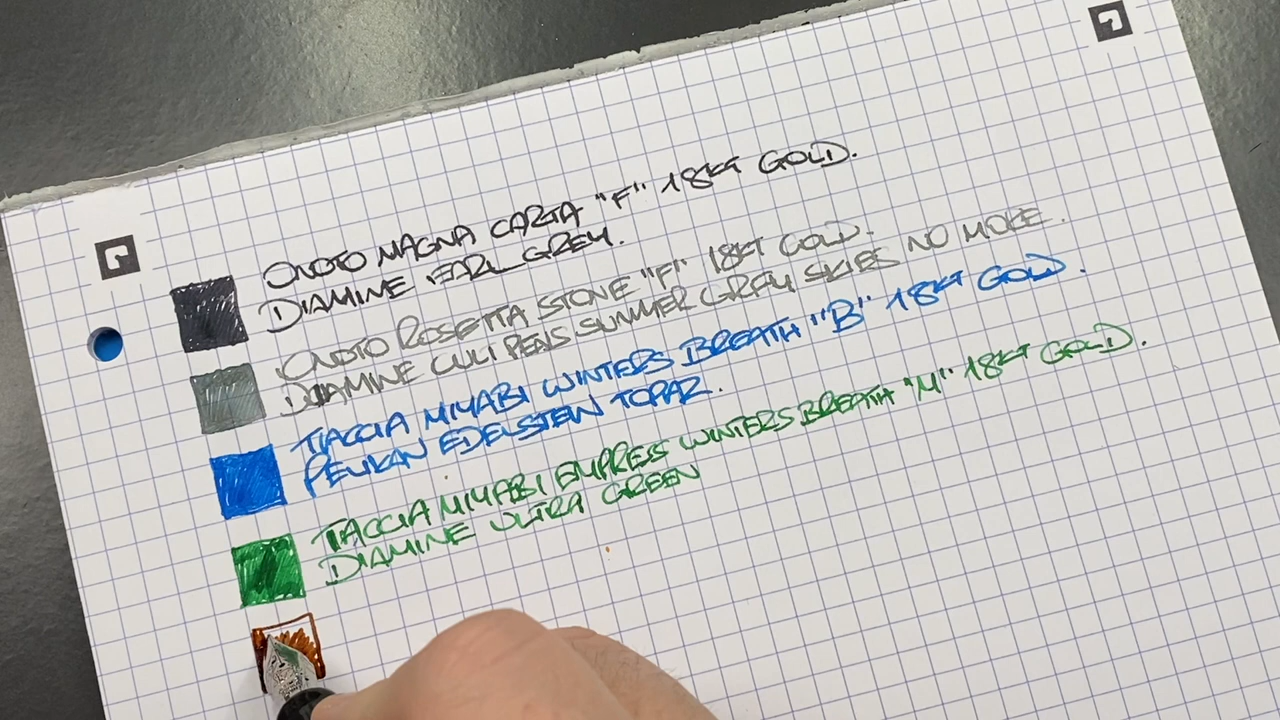 ONOTO MAGNA CARTA "F" 18KT GOLD.
DIAMINE EARL GREY.
ONOTO ROSETTA STONE "F" 18KT GOLD.
DIAMINE CULT PENS SUMMER GREY SKIES NO MORE.
TACCIA MIYABI WINTERS BREATH "B" 18KT GOLD.
PELIKAN EDELSTEIN TOPAZ.
TACCIA MIYABI EMPRESS WINTERS BREATH "M" 18KT GOLD.
DIAMINE ULTRA GREEN